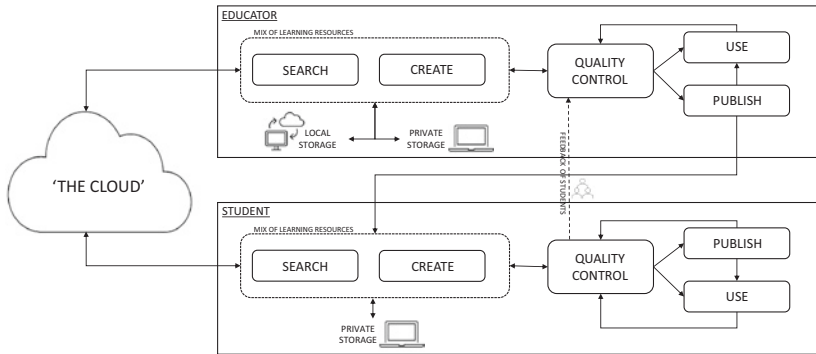 EDUCATOR
MIX OF LEARNING RESOURCES
SEARCH
CREATE
QUALITY
CONTROL
USE
PUBLISH
LOCAL
STORAGE
PRIVATE
STORAGE
'THE CLOUD'
FEEDBACK OF STUDENTS
STUDENT
MIX OF LEARNING RESOURCES
SEARCH
CREATE
QUALITY
CONTROL
PUBLISH
USE
PRIVATE
STORAGE